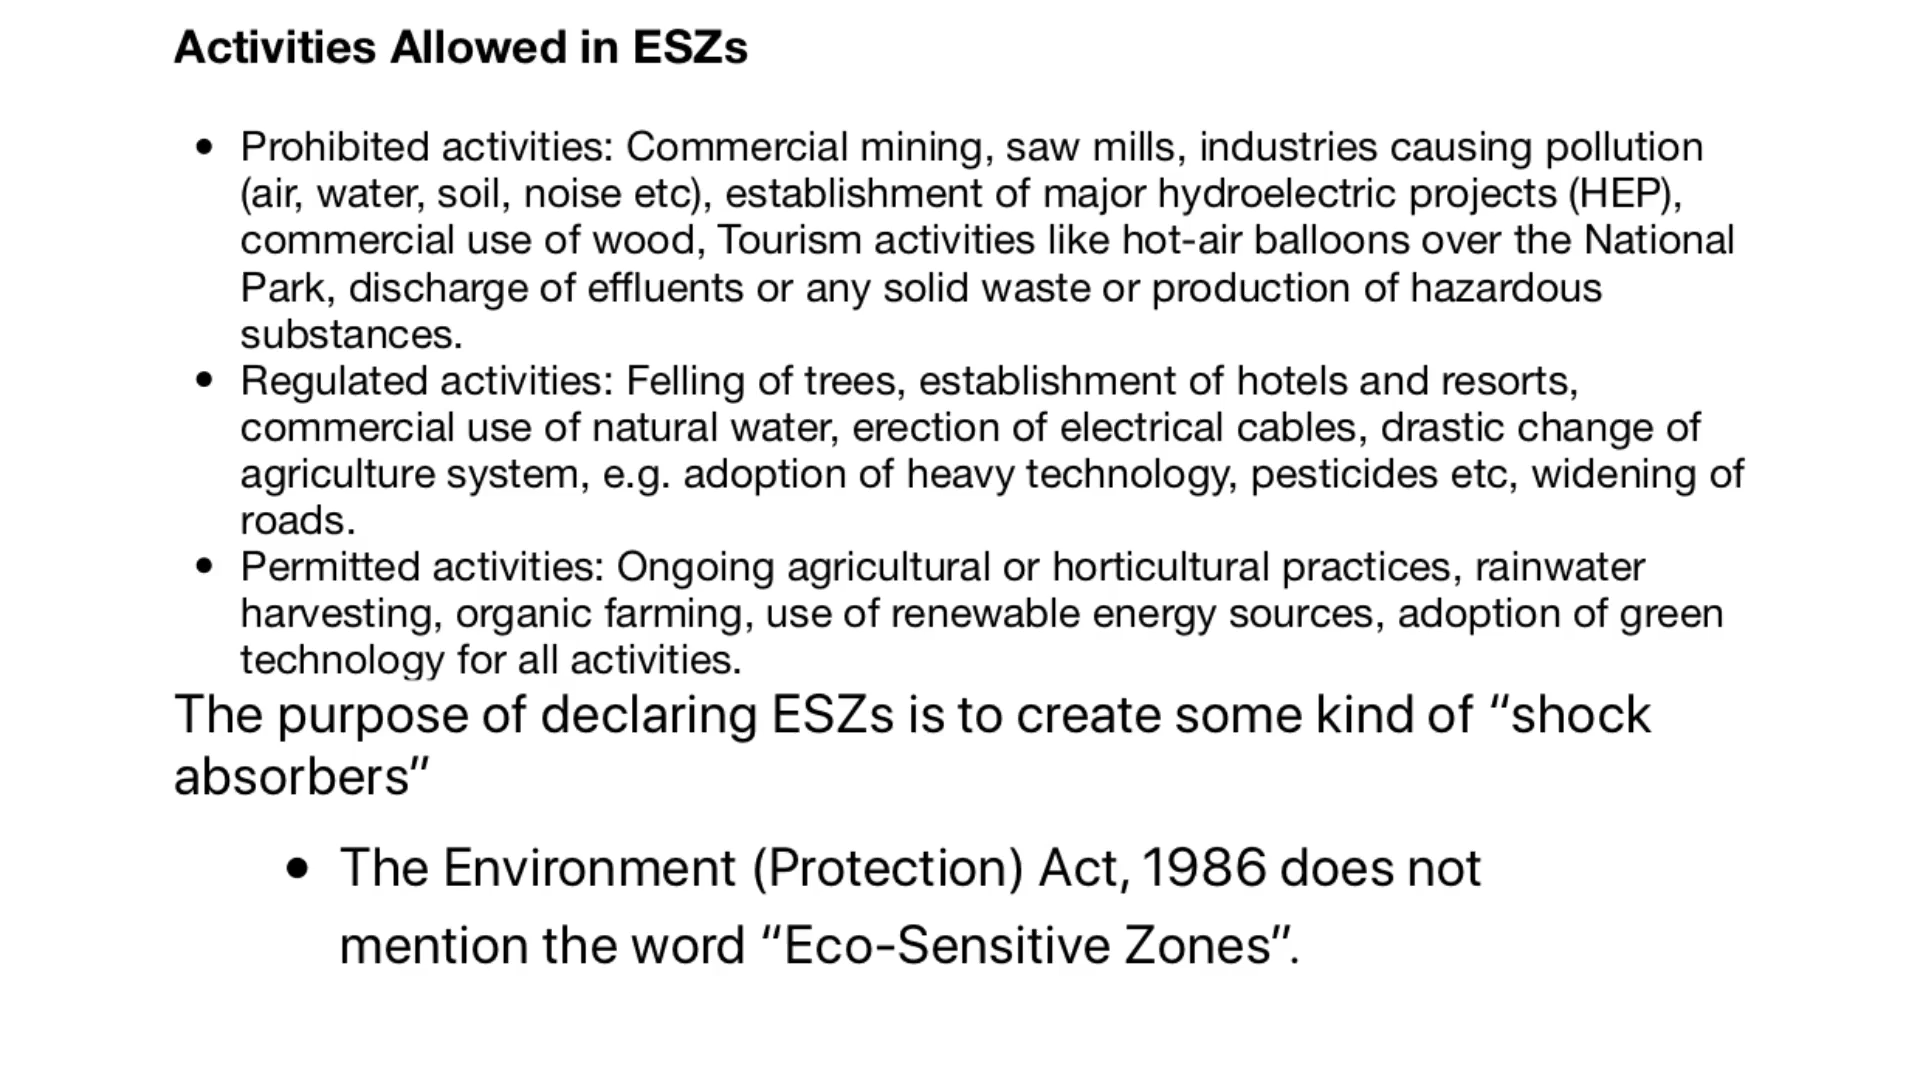 Activities Allowed in ESZs
• Prohibited activities: Commercial mining, saw mills, industries causing pollution
(air, water, soil, noise etc), establishment of major hydroelectric projects (HEP),
commercial use of wood, Tourism activities like hot-air balloons over the National
Park, discharge of effluents or any solid waste or production of hazardous
substances.
• Regulated activities: Felling of trees, establishment of hotels and resorts,
commercial use of natural water, erection of electrical cables, drastic change of
agriculture system, e.g. adoption of heavy technology, pesticides etc, widening of
roads.
• Permitted activities: Ongoing agricultural or horticultural practices, rainwater
harvesting, organic farming, use of renewable energy sources, adoption of green
technology for all activities.
The purpose of declaring ESZs is to create some kind of “shock
absorbers”
• The Environment (Protection) Act, 1986 does not
mention the word “Eco-Sensitive Zones”.